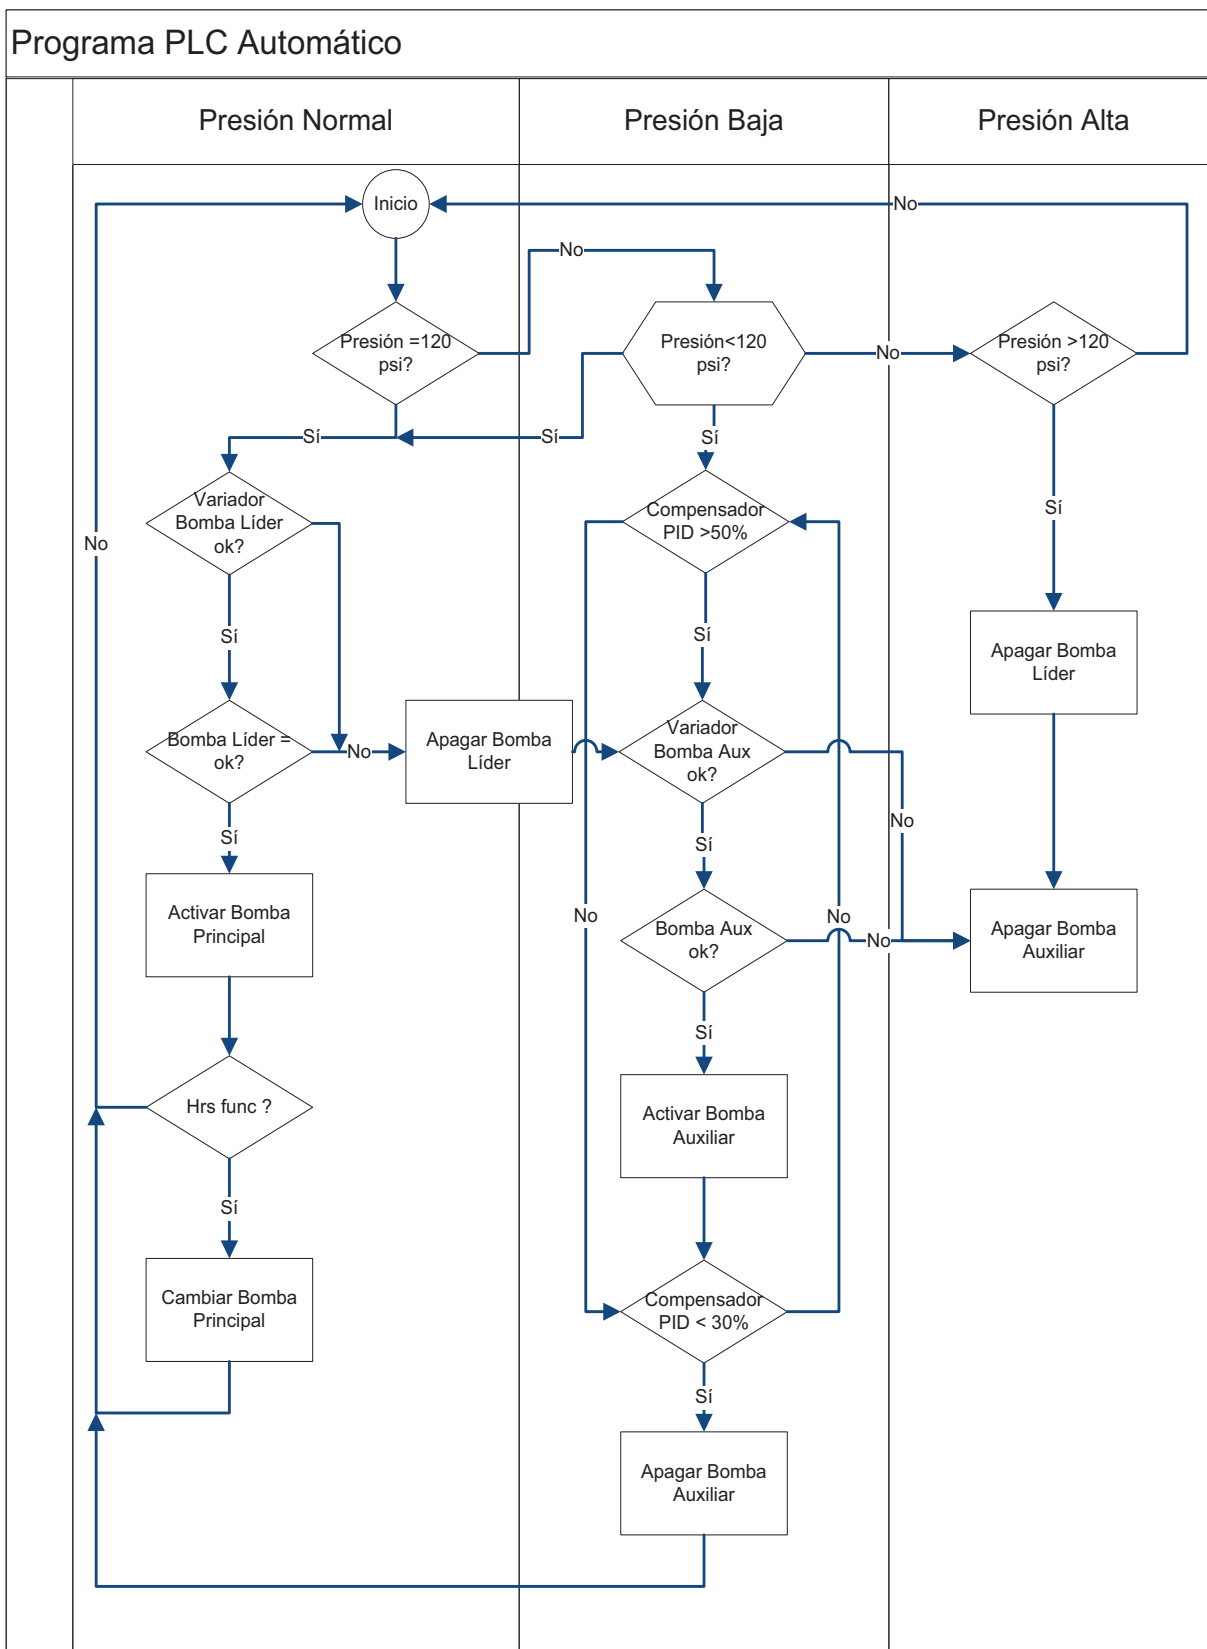 Programa PLC Automático
Presión Normal
Presión Baja
Presión Alta
Inicio
No
No
Presión =120
psi?
Presión<120
psi?
No
Presión >120
psi?
Sí
Sí
Sí
Variador
Bomba Líder
ok?
Compensador
PID >50%
Sí
No
Sí
Sí
Apagar Bomba
Líder
Bomba Líder =
ok?
No
Apagar Bomba
Líder
Variador
Bomba Aux
ok?
Sí
Sí
No
Activar Bomba
Principal
No
Bomba Aux
ok?
No
No
Apagar Bomba
Auxiliar
Sí
Hrs func ?
Activar Bomba
Auxiliar
Sí
Cambiar Bomba
Principal
Compensador
PID < 30%
Sí
Apagar Bomba
Auxiliar